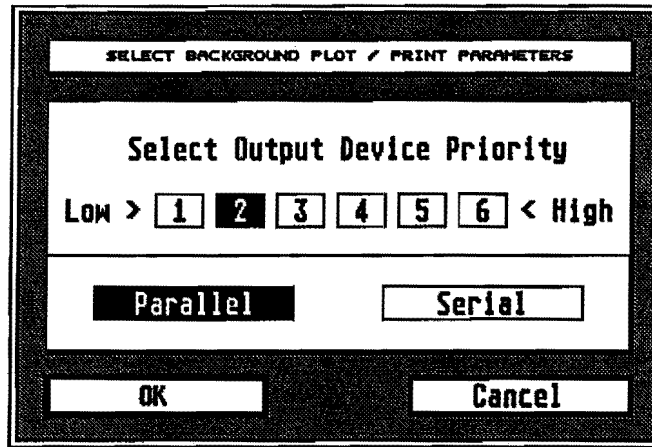 SELECT BACKGROUND PLOT / PRINT PARAMETERS
Select Output Device Priority
Low > 1 2 3 4 5 6 < High
Parallel Serial
OK Cancel